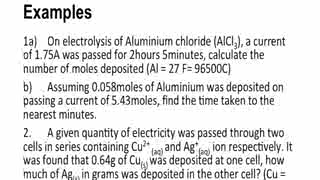 Examples
1a) On electrolysis of Aluminium chloride (AlCl3), a current
of 1.75A was passed for 2hours 5minutes, calculate the
number of moles deposited (Al = 27 F= 96500C)
b) Assuming 0.058moles of Aluminium was deposited on
passing a current of 5.43moles, find the time taken to the
nearest minutes.
2. A given quantity of electricity was passed through two
cells in series containing Cu2+ (aq) and Ag+(aq) ion respectively. It
was found that 0.64g of Cu(s) was deposited at one cell, how
much of Ag(s) in grams was deposited in the other cell? (Cu =